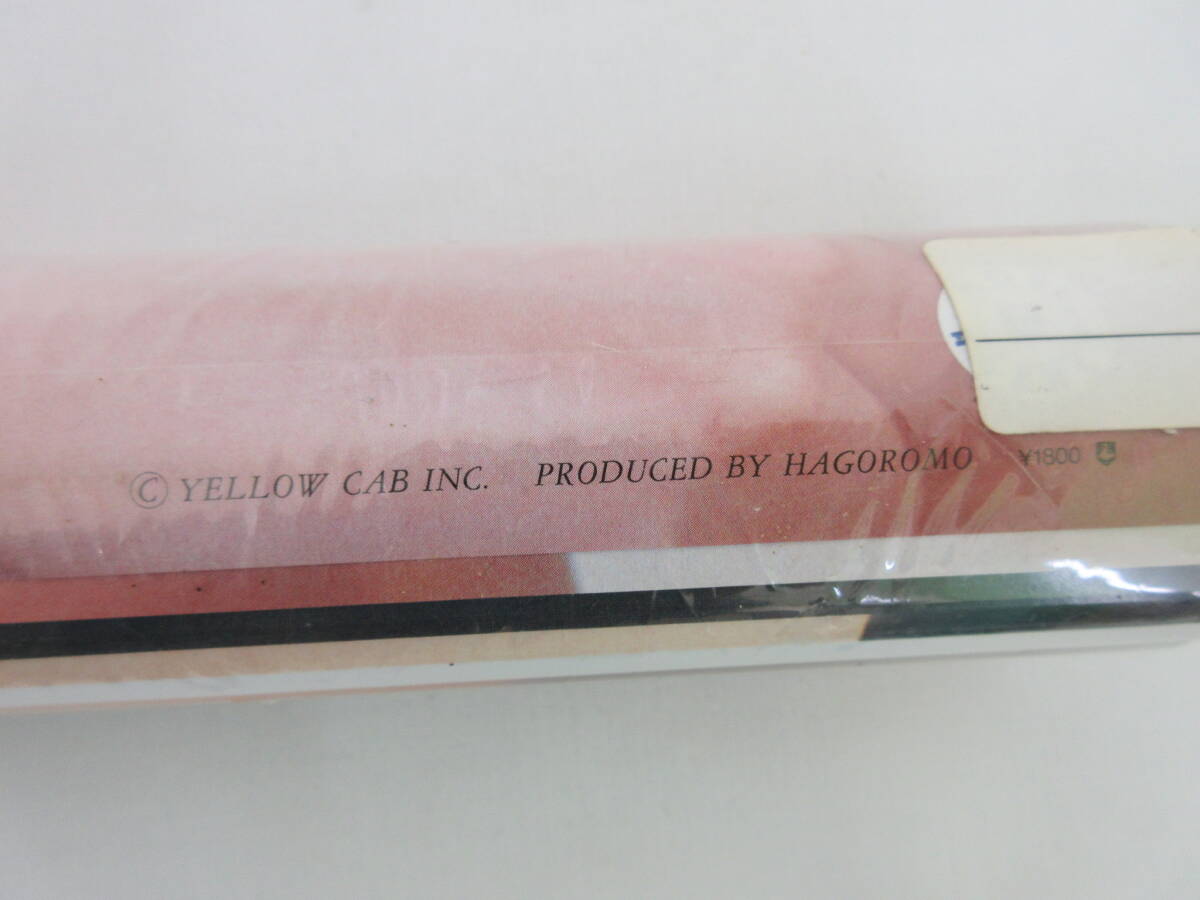 © YELLOW CAB INC. PRODUCED BY HAGOROMO ¥1800